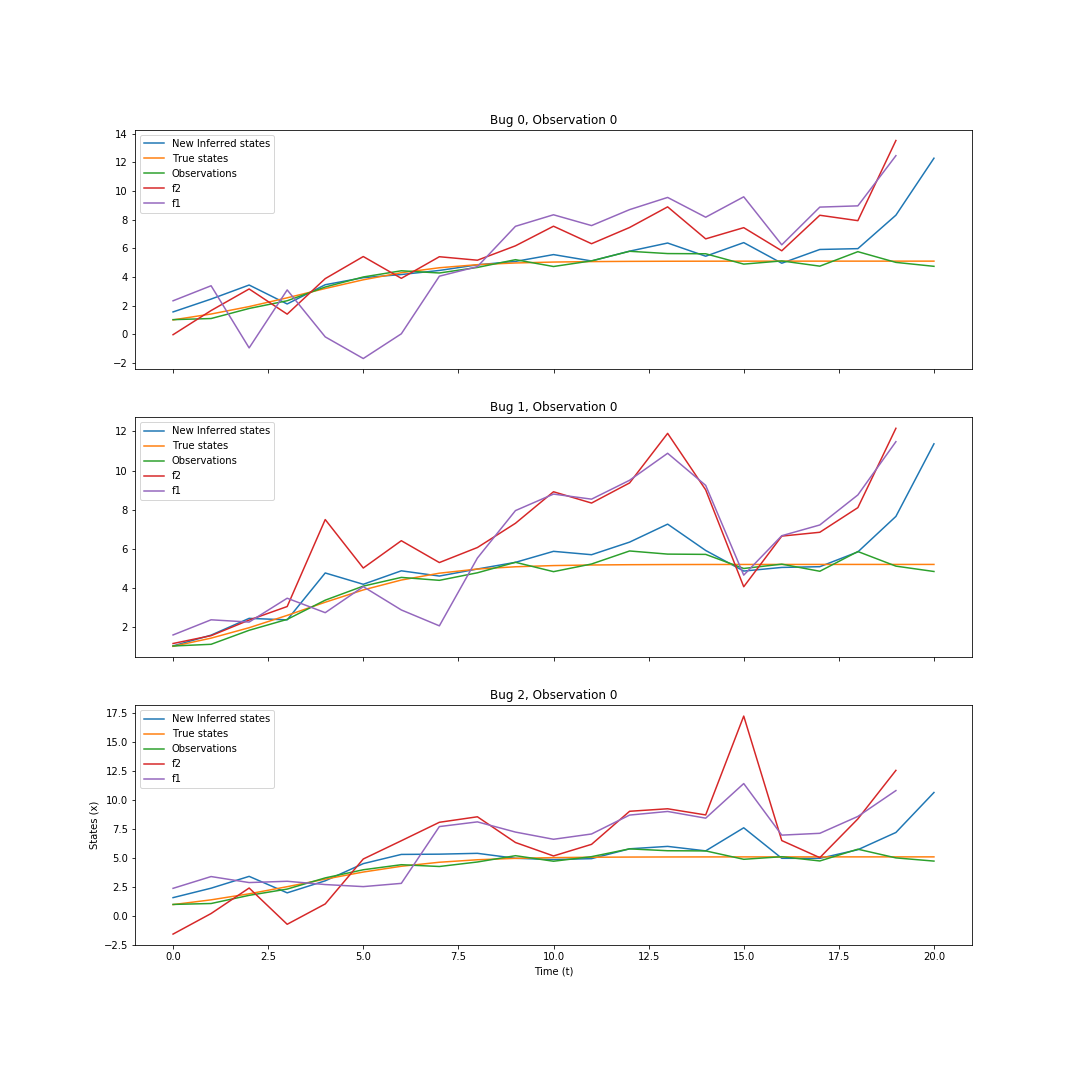 Bug 0, Observation 0
14
12
10
8
6
4
2
0
−2
New Inferred states
True states
Observations
f2
f1
Bug 1, Observation 0
12
10
8
6
4
2
New Inferred states
True states
Observations
f2
f1
Bug 2, Observation 0
17.5
15.0
12.5
10.0
7.5
5.0
2.5
0.0
−2.5
States (x)
New Inferred states
True states
Observations
f2
f1
0.0 2.5 5.0 7.5 10.0 12.5 15.0 17.5 20.0
Time (t)